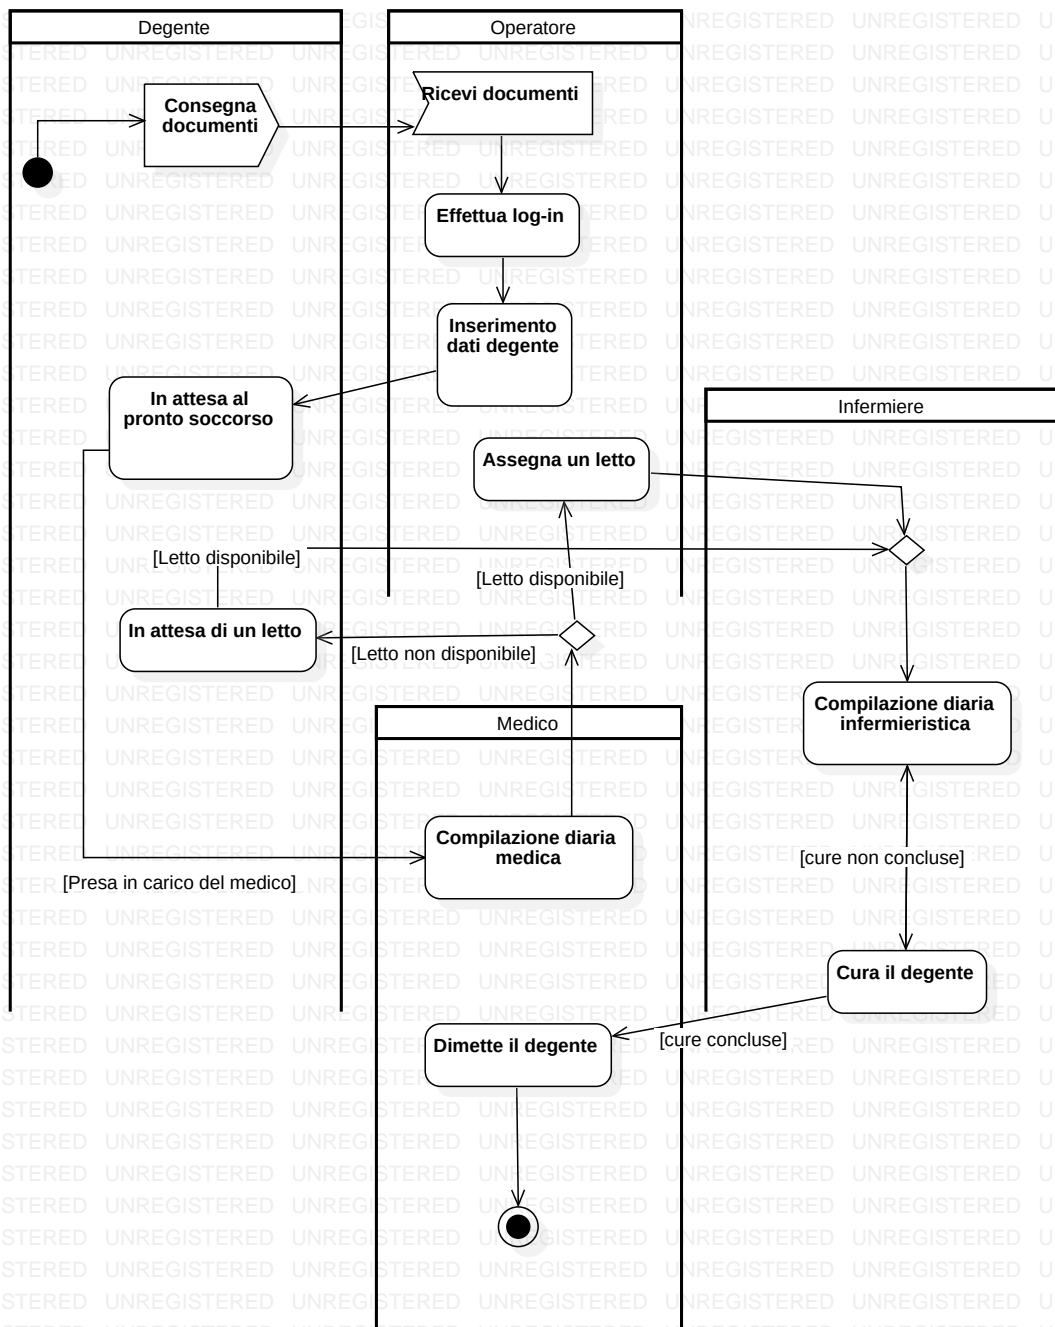 Degente
Operatore
Consegna
documenti
Ricevi documenti
Effettua log-in
Inserimento
dati degente
In attesa al
pronto soccorso
Infermiere
Assegna un letto
[Letto disponibile]
[Letto disponibile]
In attesa di un letto
[Letto non disponibile]
Compilazione diaria
infermieristica
Medico
Compilazione diaria
medica
[cure non concluse]
[Presa in carico del medico]
Cura il degente
Dimette il degente
[cure concluse]
UNREGISTERED